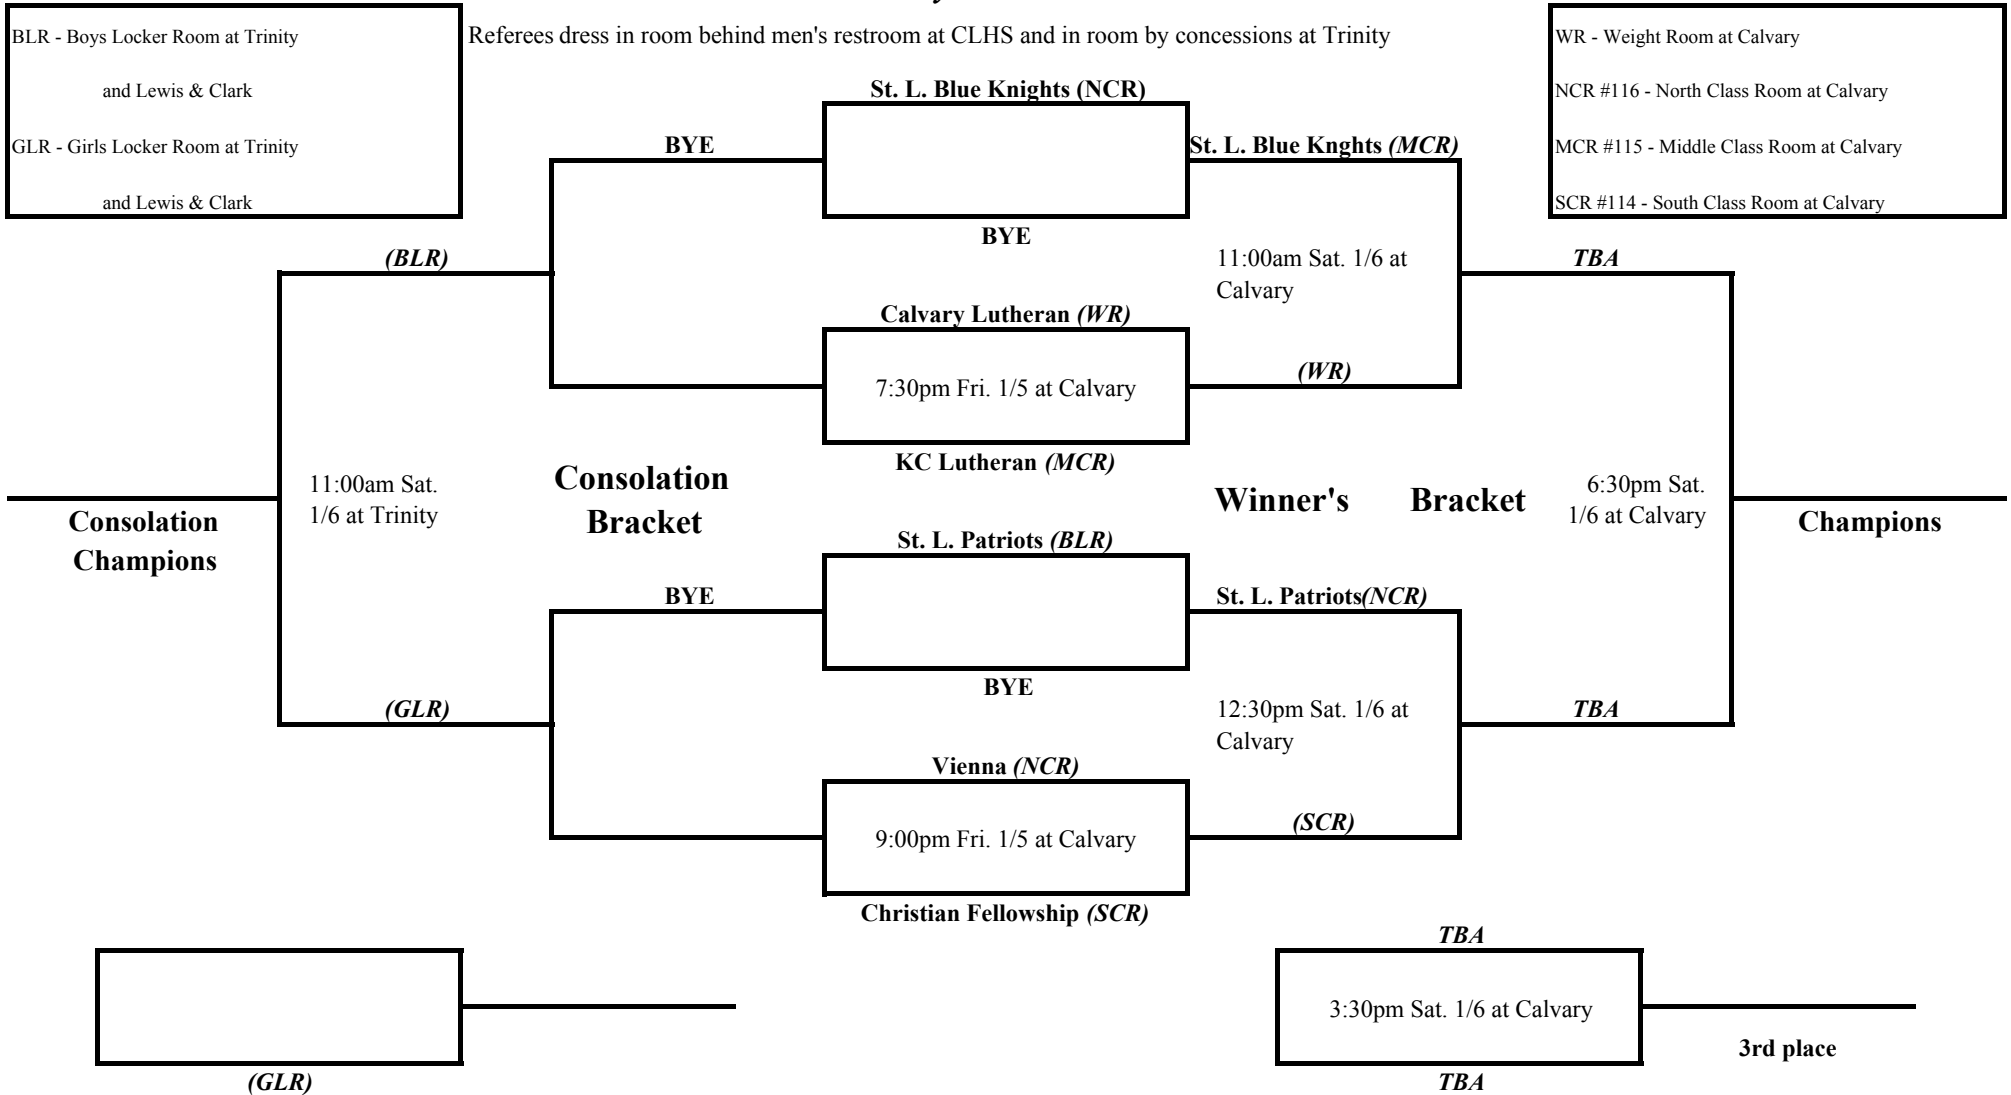 BLR - Boys Locker Room at Trinity
and Lewis & Clark
GLR - Girls Locker Room at Trinity
and Lewis & Clark
Referees dress in room behind men's restroom at CLHS and in room by concessions at Trinity
WR - Weight Room at Calvary
NCR #116 - North Class Room at Calvary
MCR #115 - Middle Class Room at Calvary
SCR #114 - South Class Room at Calvary
St. L. Blue Knights (NCR)
BYE
St. L. Blue Knghts (MCR)
BYE
(BLR)
11:00am Sat. 1/6 at
Calvary
TBA
Calvary Lutheran (WR)
7:30pm Fri. 1/5 at Calvary
(WR)
KC Lutheran (MCR)
11:00am Sat.
1/6 at Trinity
Consolation
Bracket
Winner's Bracket
6:30pm Sat.
1/6 at Calvary
Consolation
Champions
Champions
St. L. Patriots (BLR)
BYE
St. L. Patriots(NCR)
BYE
(GLR)
12:30pm Sat. 1/6 at
Calvary
TBA
Vienna (NCR)
9:00pm Fri. 1/5 at Calvary
(SCR)
Christian Fellowship (SCR)
TBA
3:30pm Sat. 1/6 at Calvary
3rd place
(GLR)
TBA